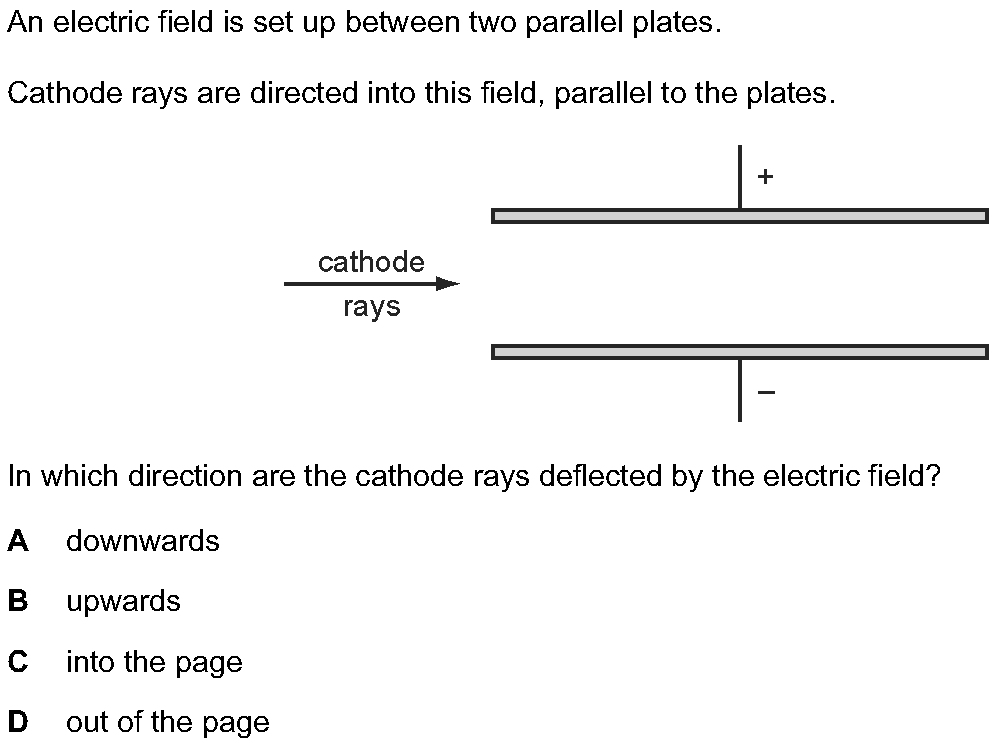 An electric field is set up between two parallel plates.
Cathode rays are directed into this field, parallel to the plates.
+
cathode
rays
–
In which direction are the cathode rays deflected by the electric field?
A downwards
B upwards
C into the page
D out of the page